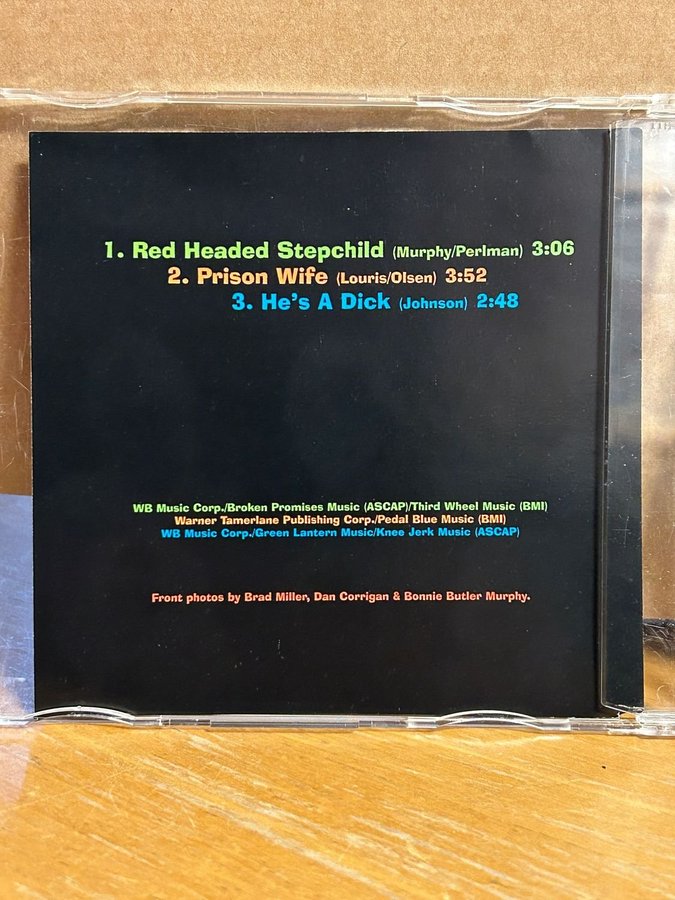 1. Red Headed Stepchild (Murphy/Perlman) 3:06
2. Prison Wife (Louris/Olsen) 3:52
3. He's A Dick (Johnson) 2:48
WB Music Corp./Broken Promises Music (ASCAP)/Third Wheel Music (BMI)
Warner Tamerlane Publishing Corp./Pedal Blue Music (BMI)
WB Music Corp./Green Lantern Music/Knee Jerk Music (ASCAP)
Front photos by Brad Miller, Dan Corrigan & Bonnie Butler Murphy.